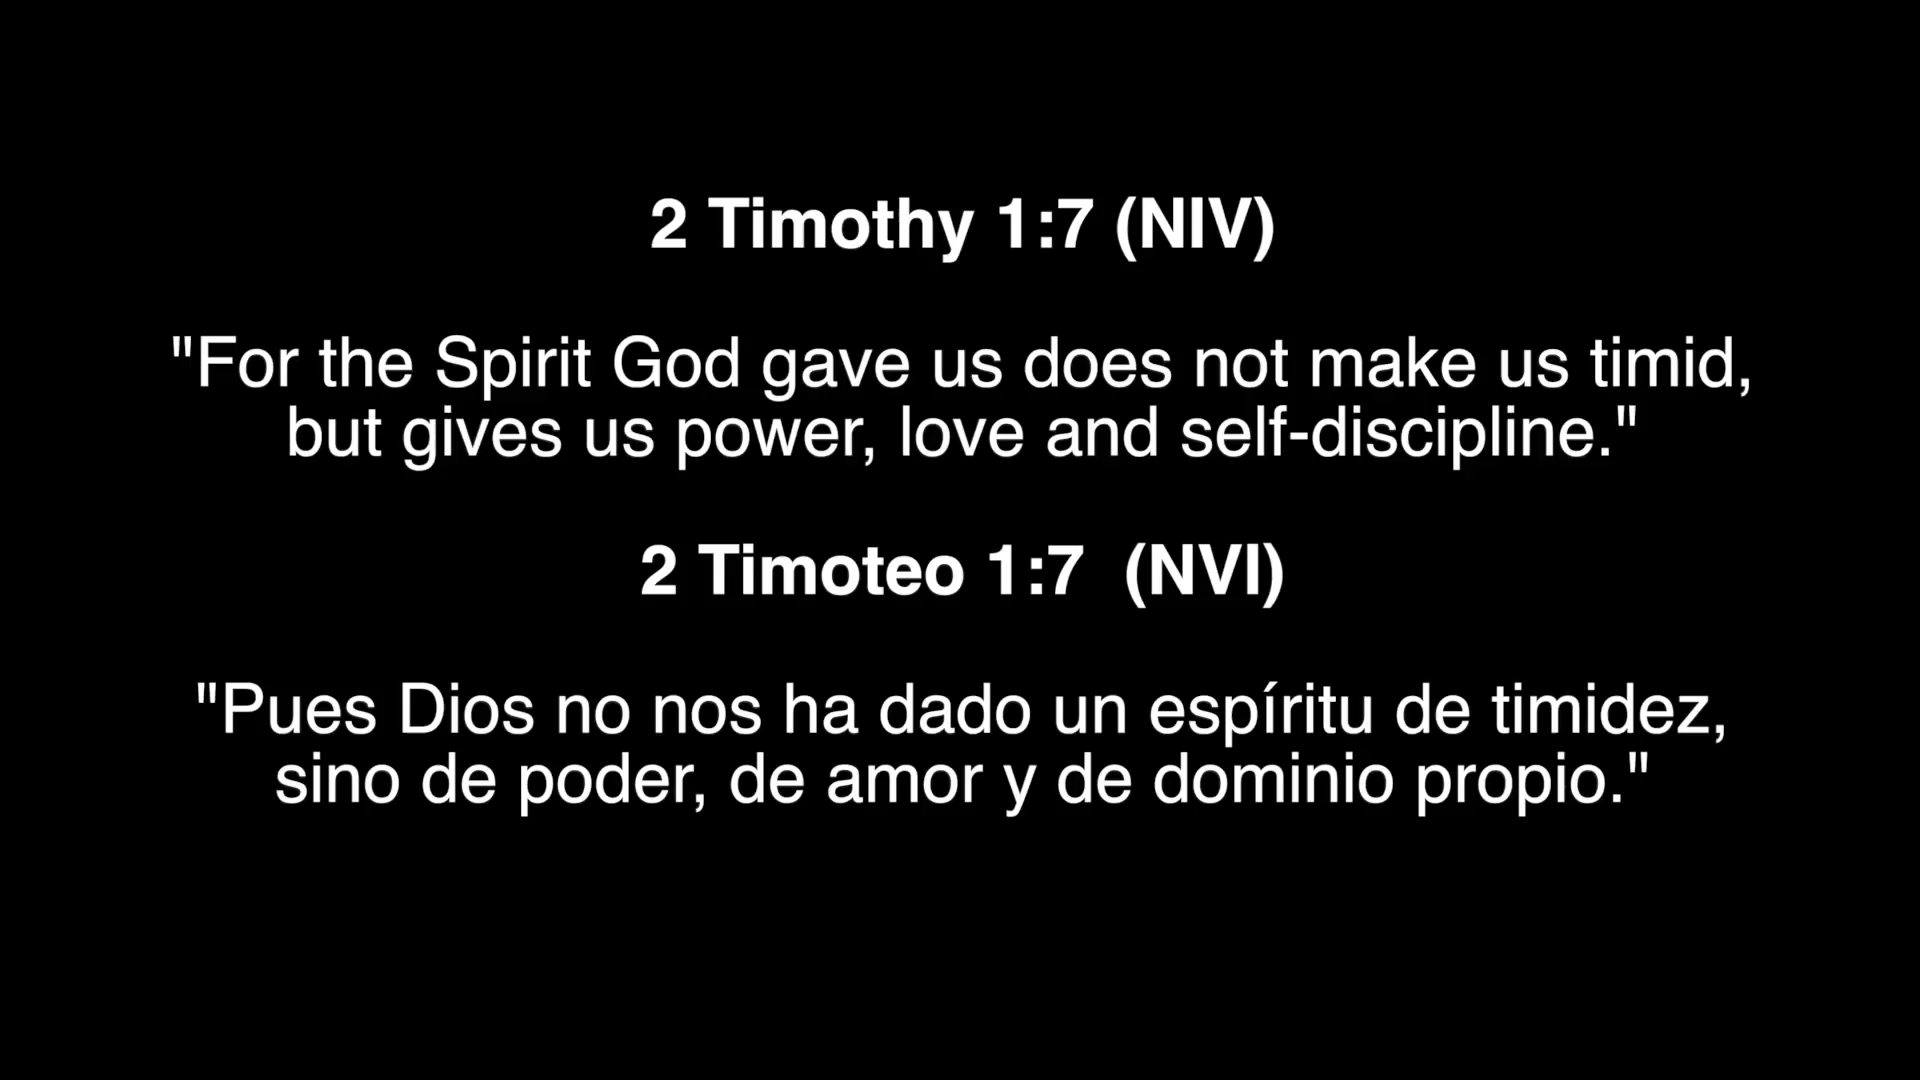 2 Timothy 1:7 (NIV)
"For the Spirit God gave us does not make us timid,
but gives us power, love and self-discipline."
2 Timoteo 1:7  (NVI)
"Pues Dios no nos ha dado un espíritu de timidez,
sino de poder, de amor y de dominio propio."